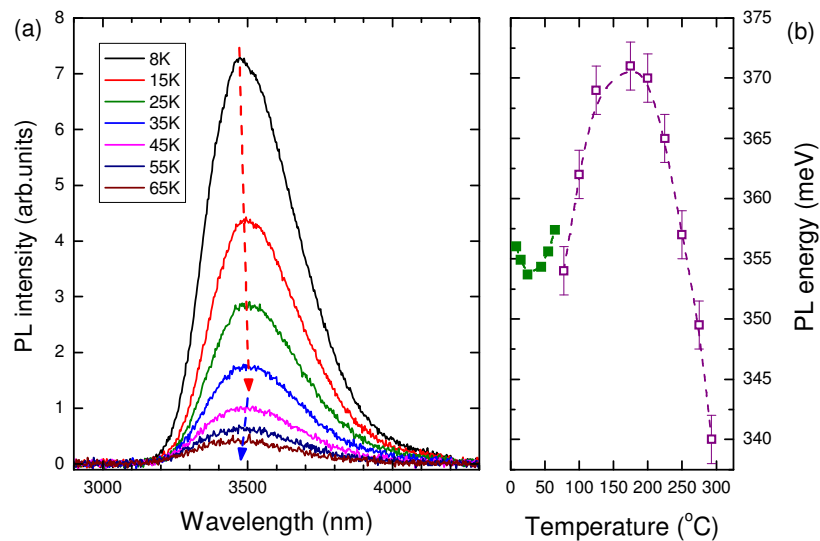 (a)
8
7
6
5
4
3
2
1
0
PL intensity (arb.units)
8K
15K
25K
35K
45K
55K
65K
3000 3500 4000
Wavelength (nm)
(b)
375
370
365
360
355
350
345
340
PL energy (meV)
0 50 100 150 200 250 300
Temperature (°C)